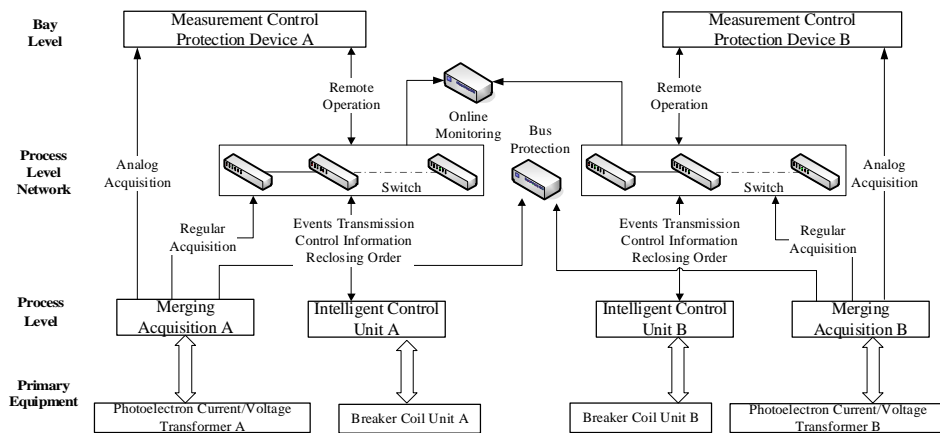 Bay
Level
Measurement Control
Protection Device A
Measurement Control
Protection Device B
Remote
Operation
Online
Monitoring
Remote
Operation
Bus
Protection
Process
Level
Network
Analog
Acquisition
Switch
Switch
Analog
Acquisition
Regular
Acquisition
Events Transmission
Control Information
Reclosing Order
Events Transmission
Control Information
Reclosing Order
Regular
Acquisition
Process
Level
Merging
Acquisition A
Intelligent Control
Unit A
Intelligent Control
Unit B
Merging
Acquisition B
Primary
Equipment
Photoelectron Current/Voltage
Transformer A
Breaker Coil Unit A
Breaker Coil Unit B
Photoelectron Current/Voltage
Transformer B